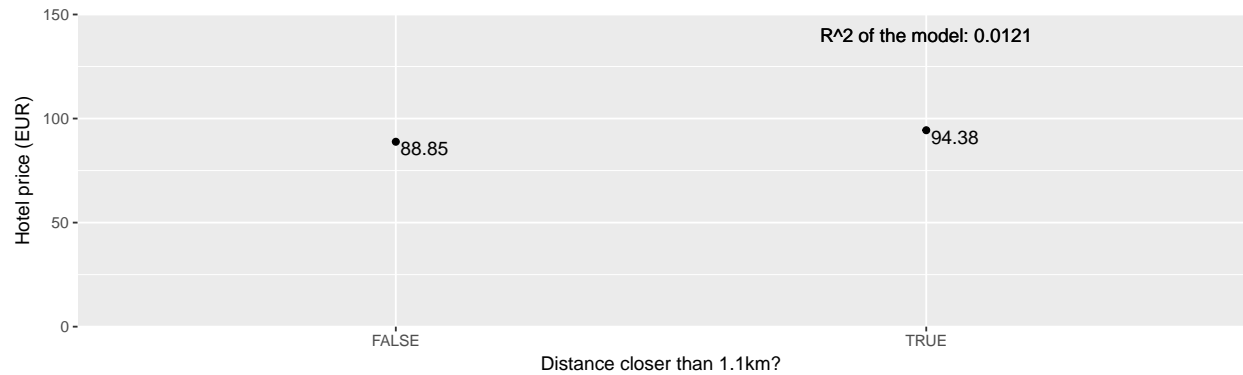 150
R^2 of the model: 0.0121
100
94.38
88.85
50
0
Hotel price (EUR)
FALSE
TRUE
Distance closer than 1.1km?